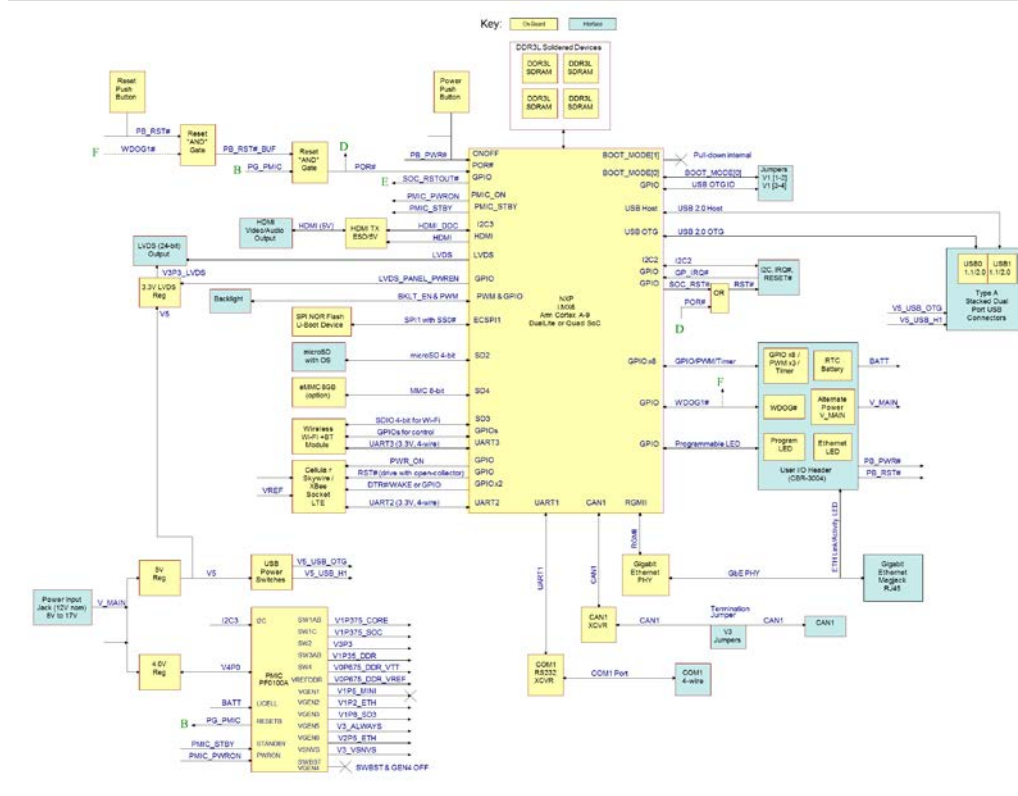 Key:
On-Board
Interface
DDR3L Soldered Devices
DDR3L
SDRAM
DDR3L
SDRAM
DDR3L
SDRAM
DDR3L
SDRAM
Reset
Push
Button
Power
Push
Button
PB_RST#
F
WDOG1#
Reset
"AND"
Gate
PB_RST#_BUF
B
PG_PMIC
Reset
"AND"
Gate
D
POR#
PB_PWR#
E
SOC_RSTOUT#
PMIC_PWRON
PMIC_STBY
ONOFF
POR#
GPIO
PMIC_ON
PMIC_STBY
I2C3
HDMI
LVDS
GPIO
PWM & GPIO
ECSPI1
SD2
SD4
SD3
GPIOs
UART3
GPIO
GPIO
GPIO x2
UART2
NXP
i.MX6
Arm Cortex A-9
DualLite or Quad SoC
BOOT_MODE[1]
BOOT_MODE[0]
GPIO
USB Host
USB OTG
I2C2
GPIO
GPIO
GPIO x8
GPIO
GPIO
UART1
CAN1
RGMII
Pull-down internal
BOOT_MODE[0]
USB OTG ID
Jumpers
V1 [1-2]
V1 [3-4]
USB 2.0 Host
USB 2.0 OTG
I2C2
GP_IRQ#
SOC_RST#
POR#
OR
RST#
D
I2C, IRQ#,
RESET#
USB0
1.1/2.0
USB1
1.1/2.0
Type A
Stacked Dual
Port USB
Connectors
V5_USB_OTG
V5_USB_H1
HDMI
Video/Audio
Output
HDMI (5V)
HDMI TX
ESD/5V
HDMI_DDC
HDMI
LVDS (24-bit)
Output
LVDS
V3P3_LVDS
3.3V LVDS
Reg
LVDS_PANEL_PWREN
V5
Backlight
BKLT_EN & PWM
SPI NOR Flash
U-Boot Device
SPI1 with SS0#
microSD
with OS
microSD 4-bit
eMMC 8GB
(option)
MMC 8-bit
Wireless
Wi-Fi +BT
Module
SDIO 4-bit for Wi-Fi
GPIOs for control
UART3 (3.3V, 4-wire)
Cellular
Skywire /
XBee
Socket
LTE
VREF
PWR_ON
RST# (drive with open-collector)
DTR#/WAKE or GPIO
UART2 (3.3V, 4-wire)
GPIO/PWM/Timer
F
WDOG1#
Programmable LED
GPIO x8 /
PWM x3 /
Timer
RTC
Battery
WDOG#
Alternate
Power
V_MAIN
Program
LED
Ethernet
LED
User IO Header
(CBR-3004)
BATT
V_MAIN
PB_PWR#
PB_RST#
UART1
CAN1
RGMII
ETH Link/Activity LED
Gigabit
Ethernet
PHY
GbE PHY
Gigabit
Ethernet
Magjack
RJ45
CAN1
XCVR
CAN1
Termination
Jumper
V3
Jumpers
CAN1
CAN1
COM1
RS232
XCVR
COM1 Port
COM1
4-wire
Power Input
Jack (12V nom)
8V to 17V
V_MAIN
5V
Reg
V5
USB
Power
Switches
V5_USB_OTG
V5_USB_H1
4.0V
Reg
V4P0
I2C3
BATT
B
PG_PMIC
PMIC_STBY
PMIC_PWRON
I2C
LICELL
RESETB
STANDBY
PWRON
PMIC
PF0100A
SW1AB
SW1C
SW2
SW3AB
SW4
VREFDDR
VGEN1
VGEN2
VGEN3
VGEN5
VGEN6
VSNVS
SWBST
VGEN4
V1P375_CORE
V1P375_SOC
V3P3
V1P35_DDR
V0P675_DDR_VTT
V0P675_DDR_VREF
V1P5_MINI
V1P2_ETH
V1P8_SD3
V3_ALWAYS
V2P5_ETH
V3_VSNVS
SWBST & GEN4 OFF